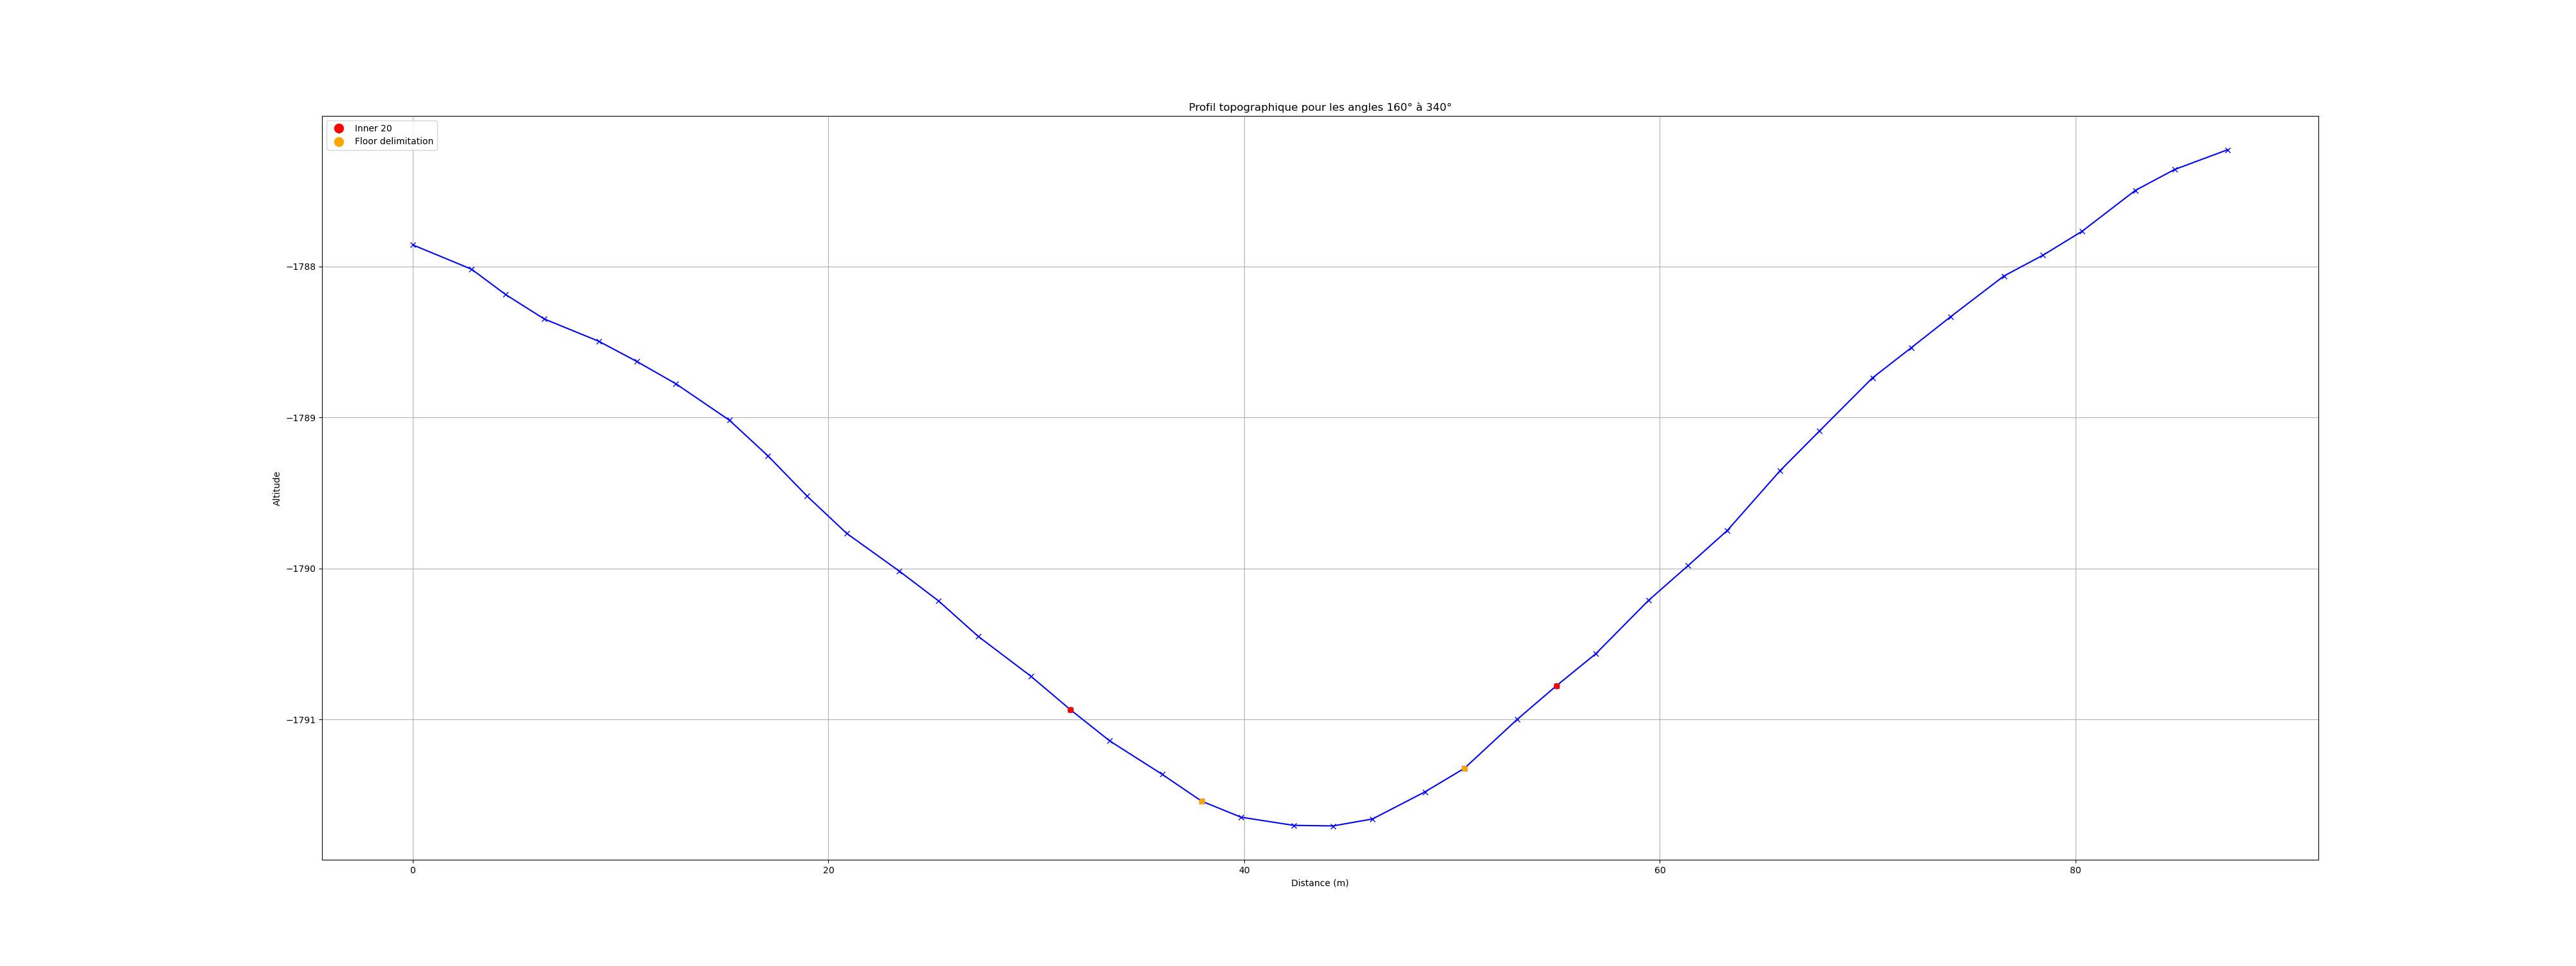 Profil topographique pour les angles 160° à 340°
Inner 20
Floor delimitation
−1788
−1789
−1790
−1791
Altitude
0
20
40
60
80
Distance (m)